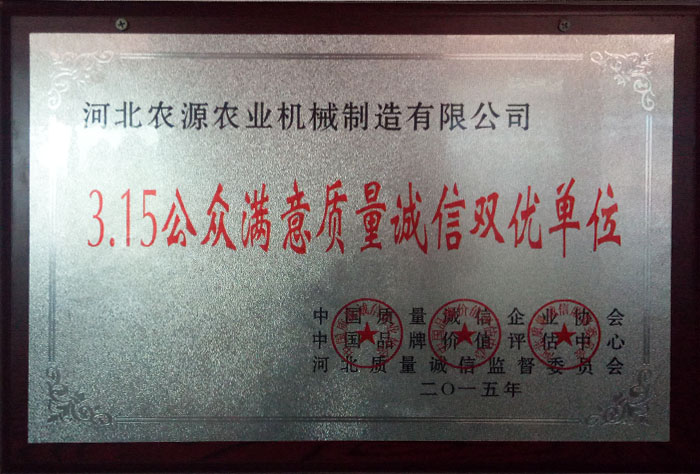 河北农源农业机械制造有限公司
3.15公众满意质量诚信双优单位
中国质量诚信企业协会
中国品牌价值评估中心
河北质量诚信监督委员会
二〇一五年